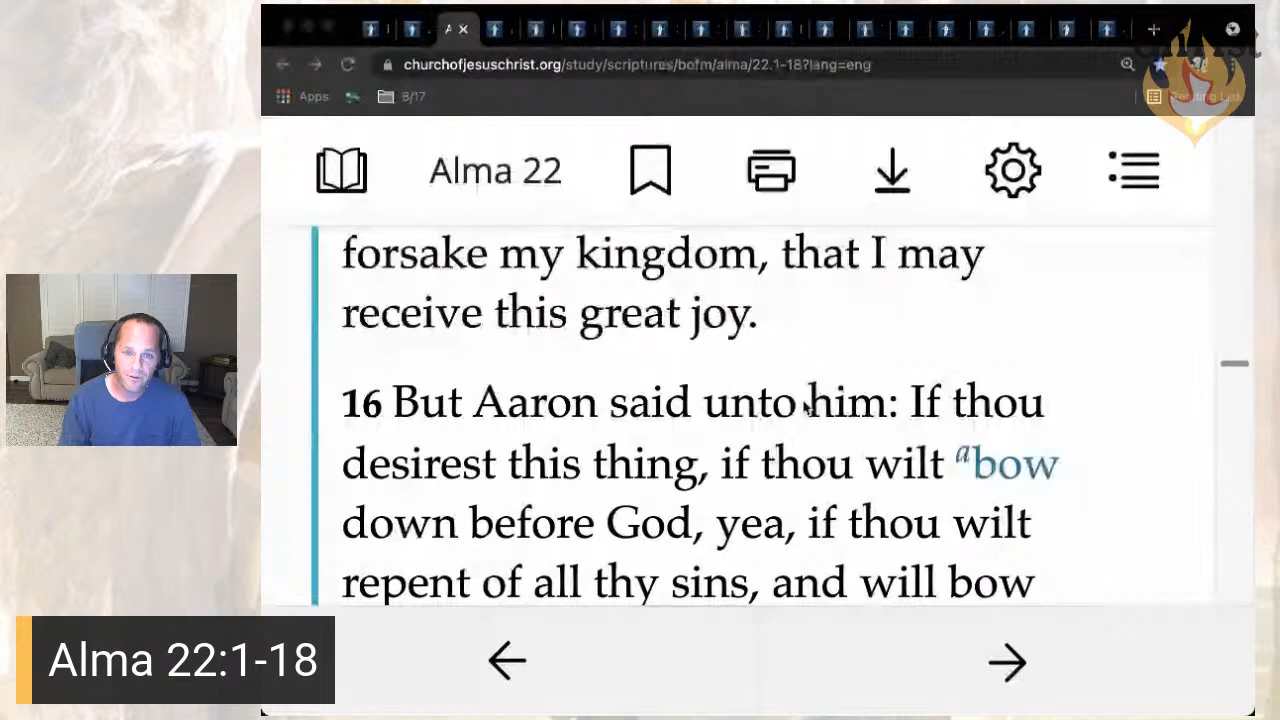 churchofjesuschrist.org/study/scriptures/bofm/alma/22.1-18?lang=eng
Apps 8/17 Reading List
Alma 22
forsake my kingdom, that I may
receive this great joy.
16 But Aaron said unto him: If thou
desirest this thing, if thou wilt a bow
down before God, yea, if thou wilt
repent of all thy sins, and will bow
Alma 22:1-18